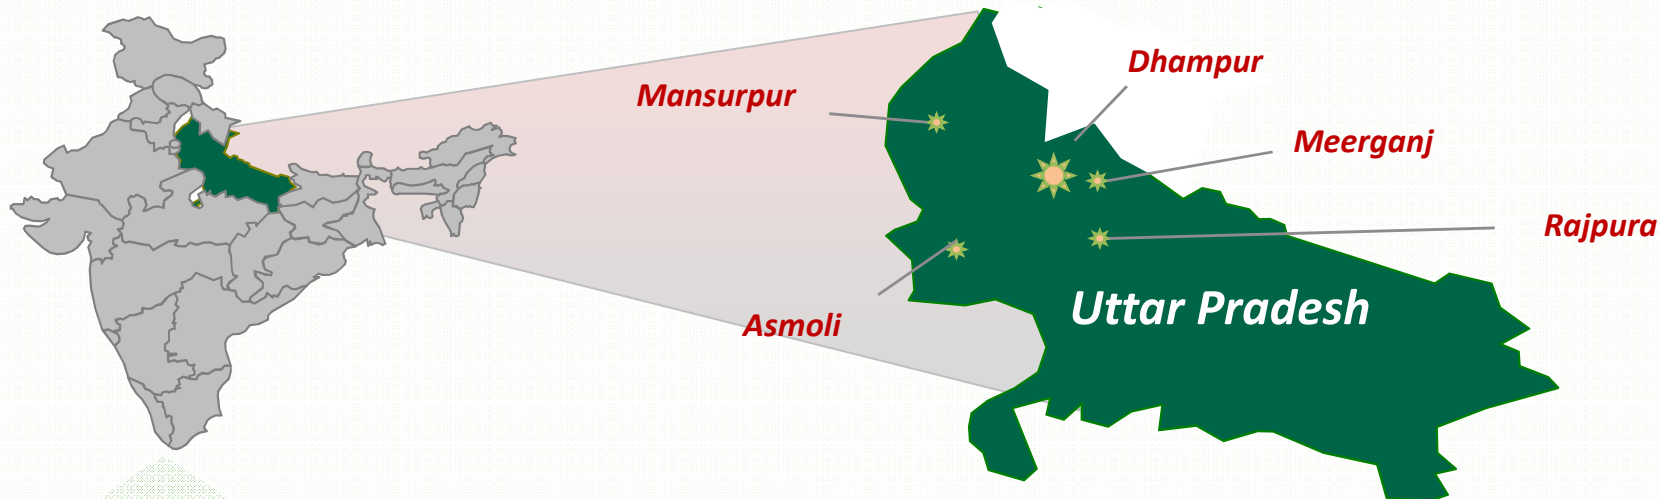 Dhampur
Mansurpur
Meerganj
Rajpura
Uttar Pradesh
Asmoli